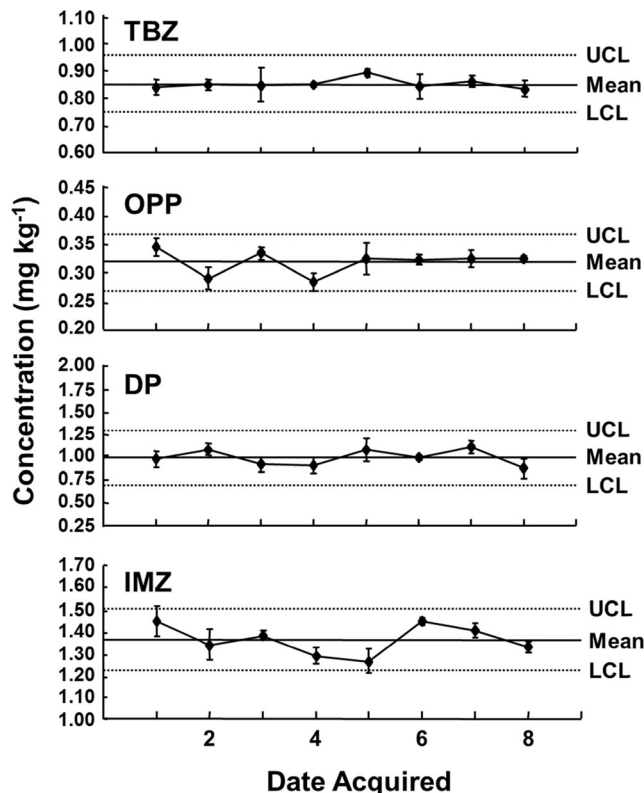 TBZ
1.10
1.00
0.90
0.80
0.70
0.60
UCL
Mean
LCL
OPP
0.45
0.40
0.35
0.30
0.25
0.20
UCL
Mean
LCL
DP
2.00
1.75
1.50
1.25
1.00
0.75
0.50
0.25
UCL
Mean
LCL
IMZ
1.70
1.60
1.50
1.40
1.30
1.20
1.10
1.00
UCL
Mean
LCL
Concentration (mg kg⁻¹)
2 4 6 8
Date Acquired